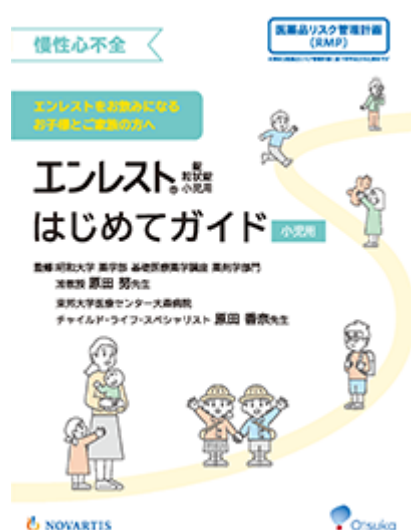 慢性心不全
医薬品リスク管理計画
(RMP)
エンレストをお飲みになる
お子様とご家族の方へ
エンレスト® 錠
粒状錠
小児用
はじめてガイド 小児用
監修 昭和大学 薬学部 基礎医療薬学講座 薬剤学部門
准教授 原田 努先生
東邦大学医療センター大森病院
チャイルド・ライフ・スペシャリスト 原田 香奈先生
NOVARTIS
Otsuka